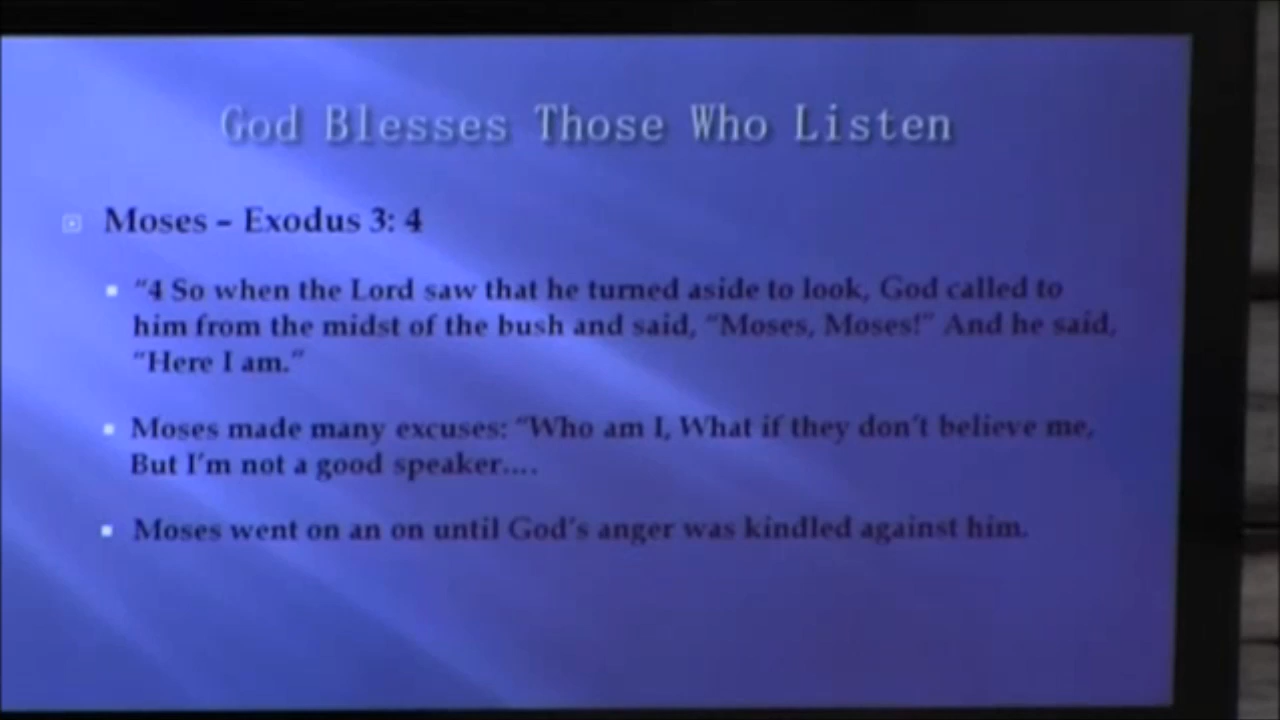 God Blesses Those Who Listen
Moses – Exodus 3: 4
“4 So when the Lord saw that he turned aside to look, God called to
him from the midst of the bush and said, “Moses, Moses!” And he said,
“Here I am.”
Moses made many excuses: “Who am I, What if they don’t believe me,
But I’m not a good speaker….
Moses went on an on until God’s anger was kindled against him.